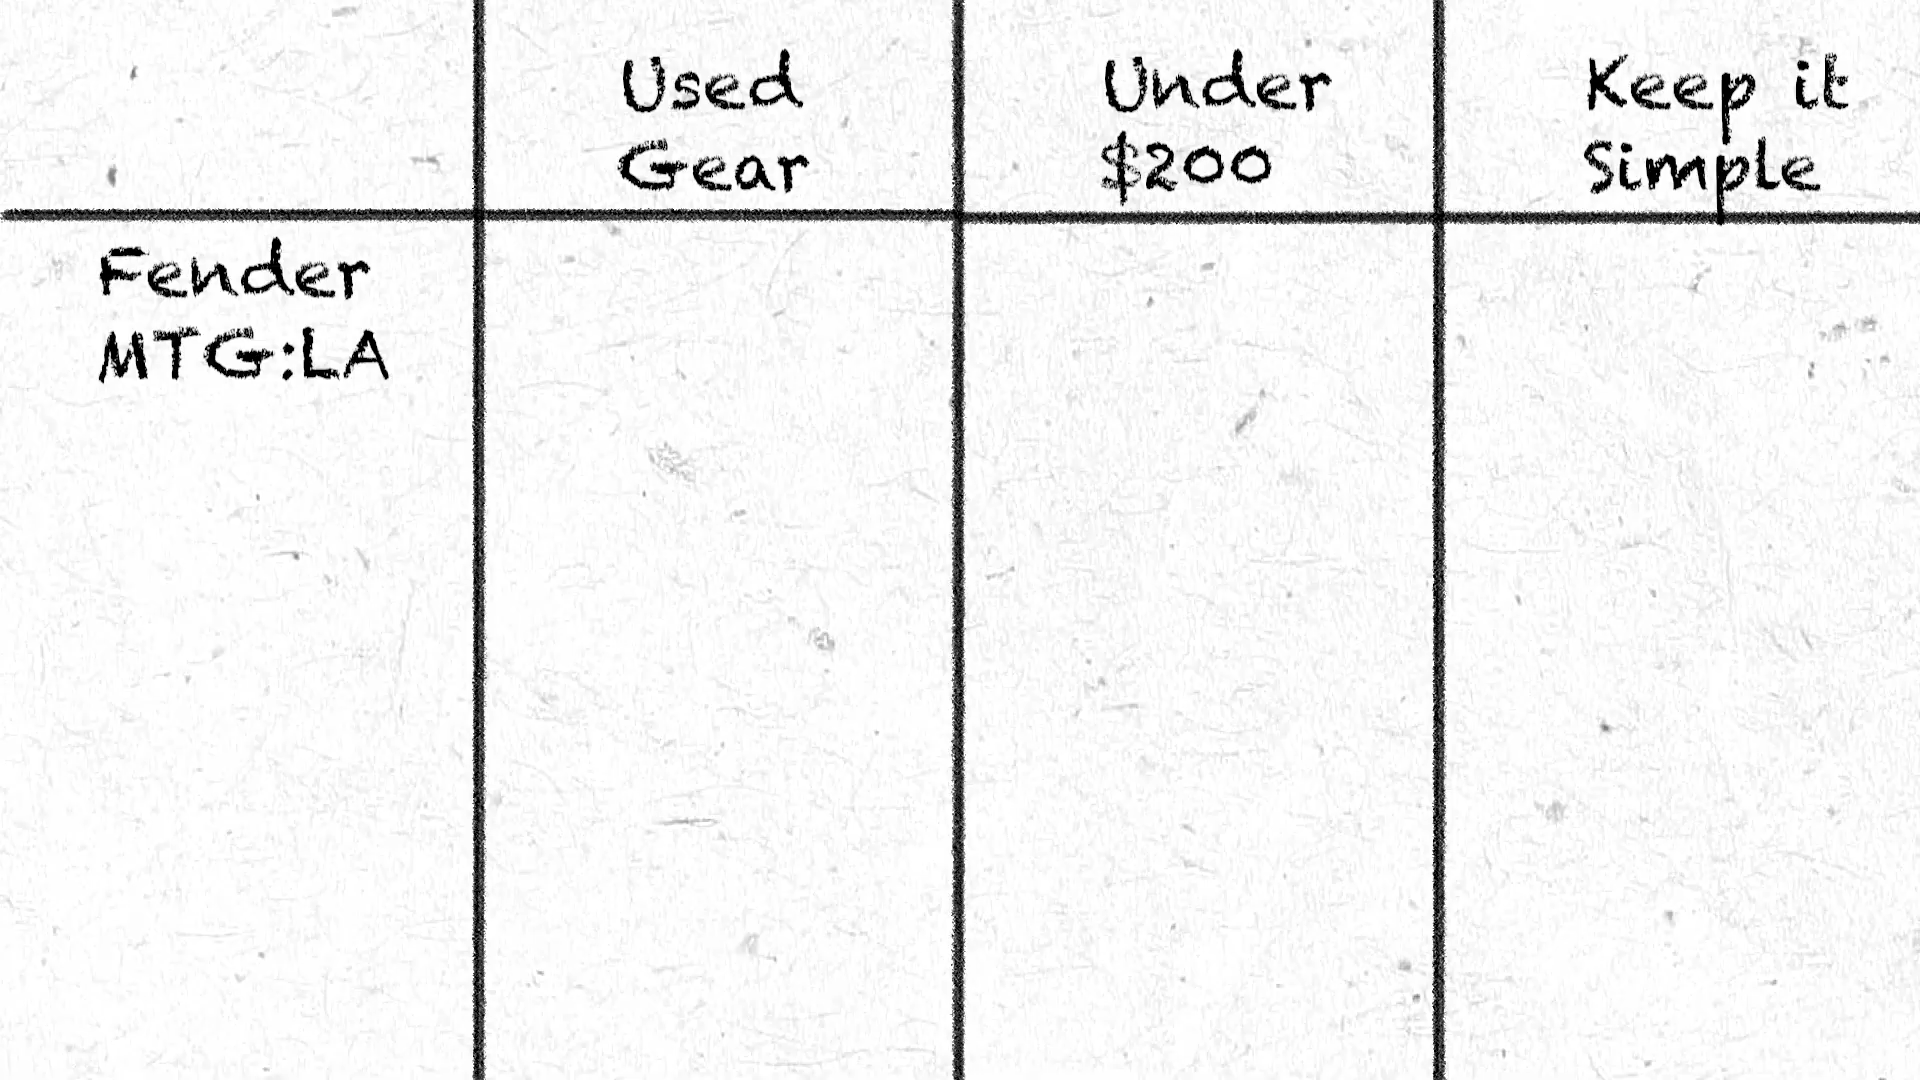 Used
Gear
Under
$200
Keep it
Simple
Fender
MTG:LA